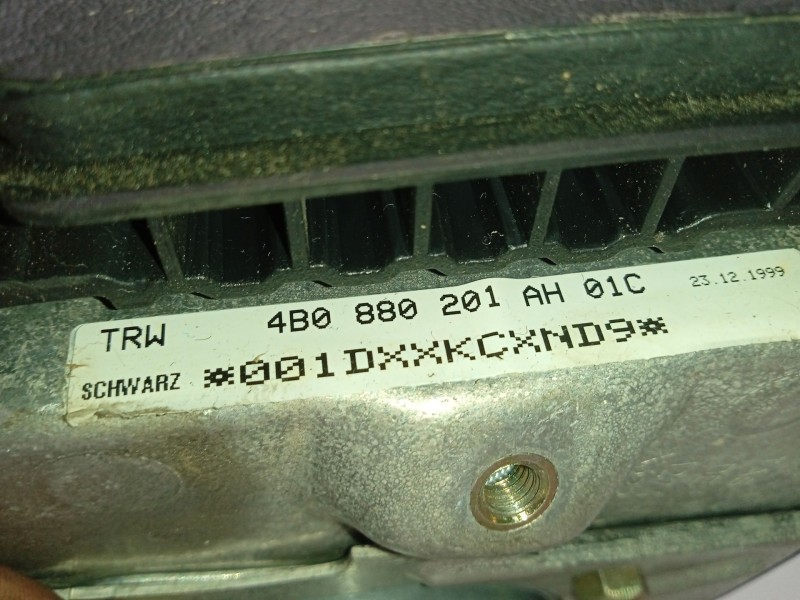 TRW 4B0 880 201 AH 01C 23.12.1999
SCHWARZ *001DXXKCXND9*